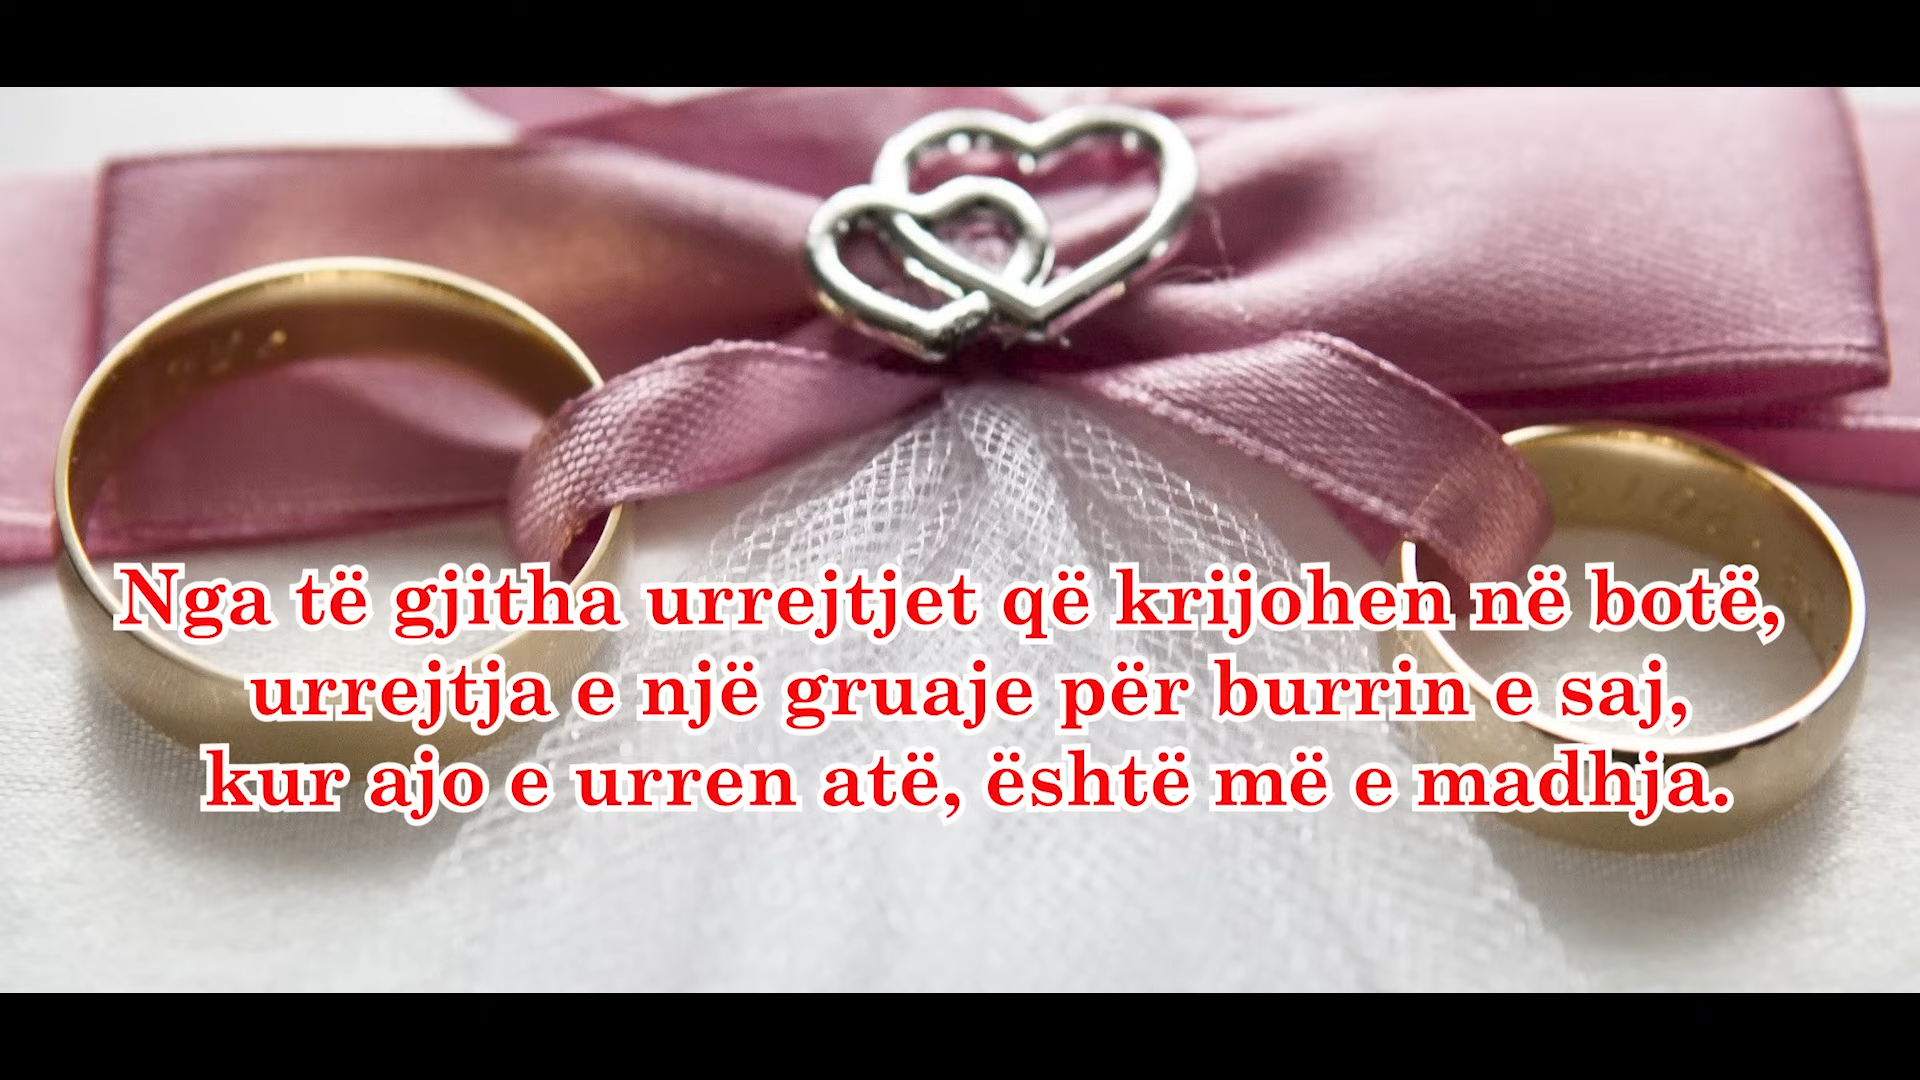 Nga të gjitha urrejtjet që krijohen në botë,
urrejtja e një gruaje për burrin e saj,
kur ajo e urren atë, është më e madhja.